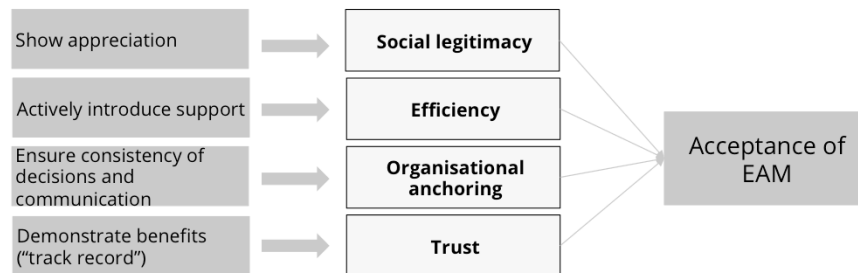 Show appreciation
Social legitimacy
Actively introduce support
Efficiency
Ensure consistency of
decisions and
communication
Organisational
anchoring
Demonstrate benefits
(“track record”)
Trust
Acceptance of
EAM